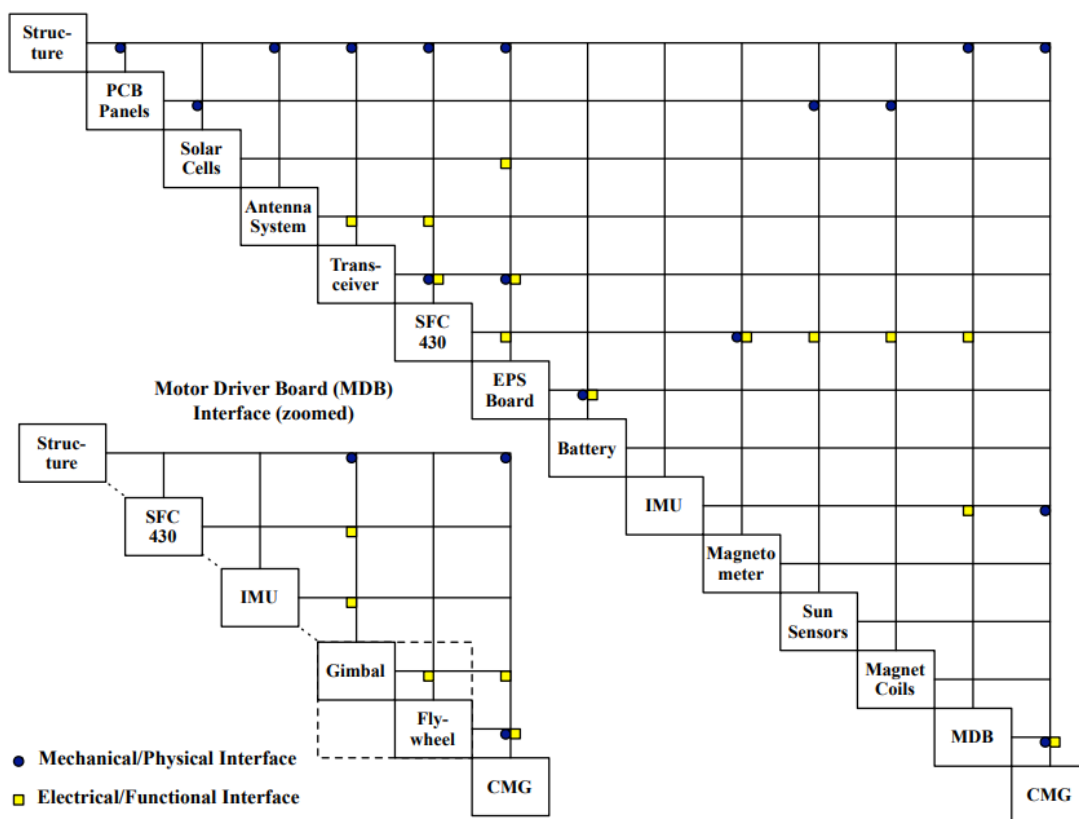 Struc-
ture
PCB
Panels
Solar
Cells
Antenna
System
Trans-
ceiver
SFC
430
EPS
Board
Battery
IMU
Magneto
meter
Sun
Sensors
Magnet
Coils
MDB
CMG
Motor Driver Board (MDB)
Interface (zoomed)
Struc-
ture
SFC
430
IMU
Gimbal
Fly-
wheel
CMG
Mechanical/Physical Interface
Electrical/Functional Interface